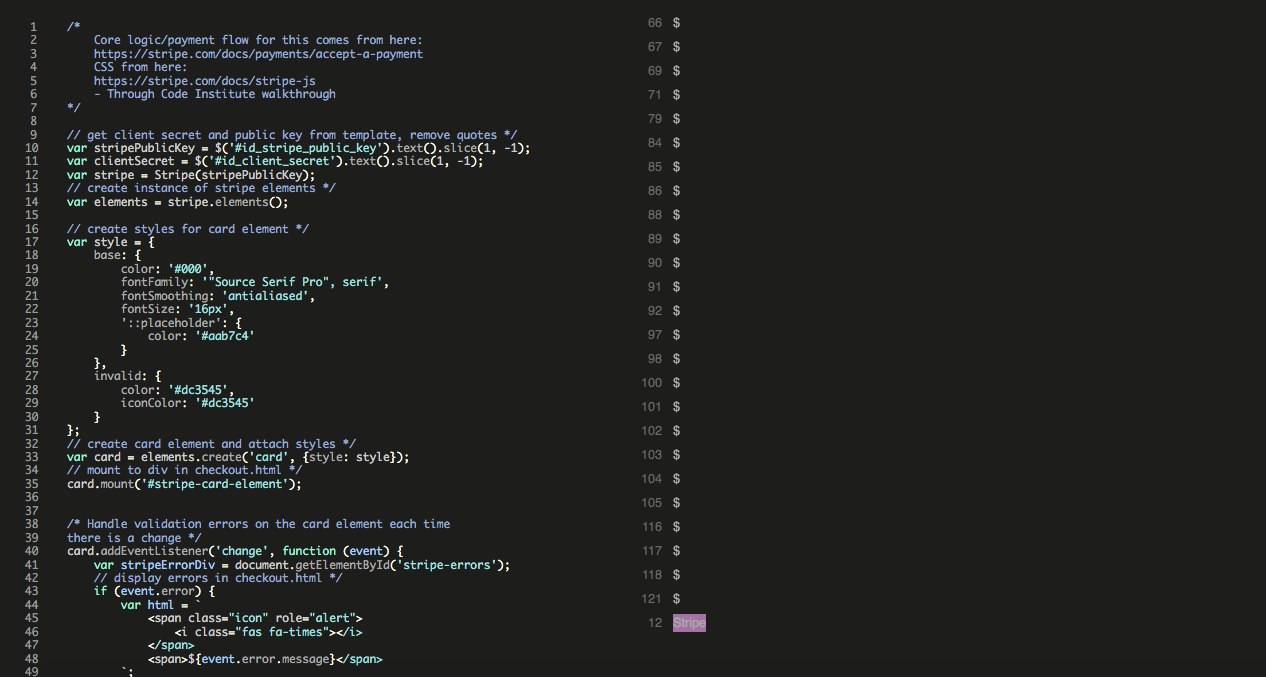 1 /*
2 Core logic/payment flow for this comes from here:
3 https://stripe.com/docs/payments/accept-a-payment
4 CSS from here:
5 https://stripe.com/docs/stripe-js
6 - Through Code Institute walkthrough
7 */
8
9 // get client secret and public key from template, remove quotes */
10 var stripePublicKey = $('#id_stripe_public_key').text().slice(1, -1);
11 var clientSecret = $('#id_client_secret').text().slice(1, -1);
12 var stripe = Stripe(stripePublicKey);
13 // create instance of stripe elements */
14 var elements = stripe.elements();
15
16 // create styles for card element */
17 var style = {
18 base: {
19 color: '#000',
20 fontFamily: '"Source Serif Pro", serif',
21 fontSmoothing: 'antialiased',
22 fontSize: '16px',
23 '::placeholder': {
24 color: '#aab7c4'
25 }
26 },
27 invalid: {
28 color: '#dc3545',
29 iconColor: '#dc3545'
30 }
31 };
32 // create card element and attach styles */
33 var card = elements.create('card', {style: style});
34 // mount to div in checkout.html */
35 card.mount('#stripe-card-element');
36
37
38 /* Handle validation errors on the card element each time
39 there is a change */
40 card.addEventListener('change', function (event) {
41 var stripeErrorDiv = document.getElementById('stripe-errors');
42 // display errors in checkout.html */
43 if (event.error) {
44 var html = `
45 <span class="icon" role="alert">
46 <i class="fas fa-times"></i>
47 </span>
48 <span>${event.error.message}</span>
49 `;
66 $
67 $
69 $
71 $
79 $
84 $
85 $
86 $
88 $
89 $
90 $
91 $
92 $
97 $
98 $
100 $
101 $
102 $
103 $
104 $
105 $
116 $
117 $
118 $
121 $
12 Stripe